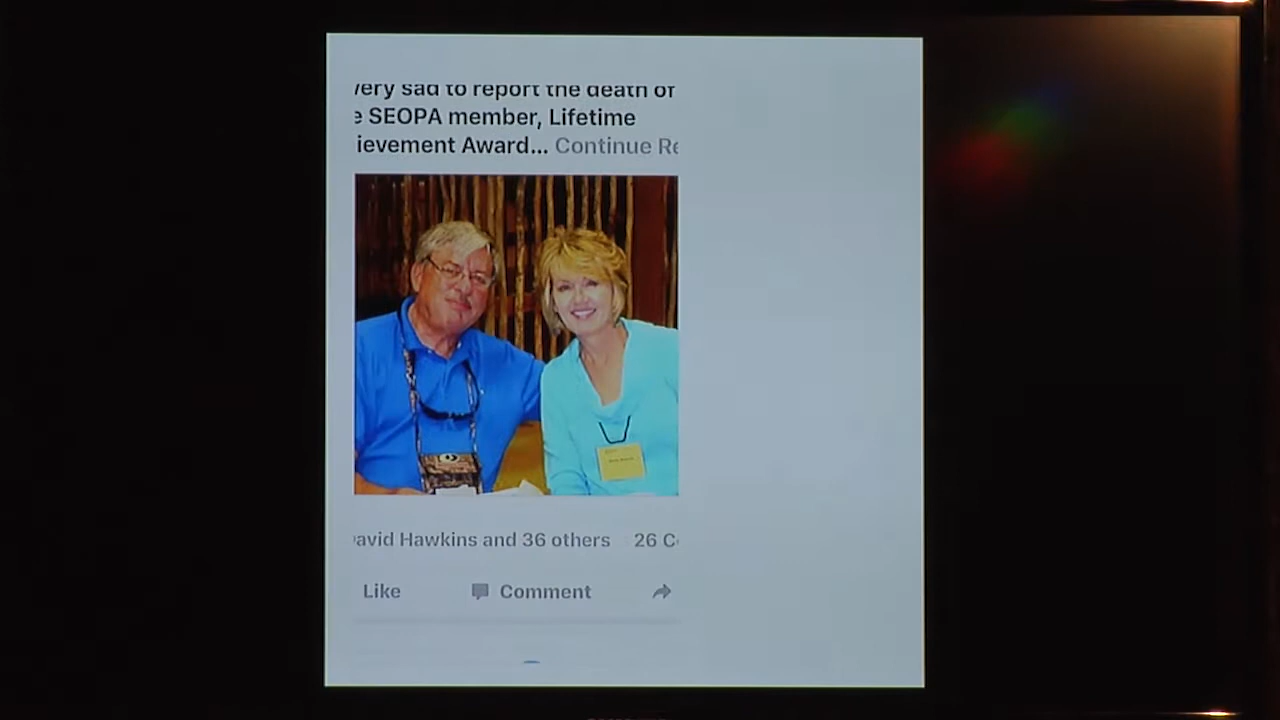 very sad to report the death of
e SEOPA member, Lifetime
ievement Award... Continue Re
avid Hawkins and 36 others 26 C
Like Comment